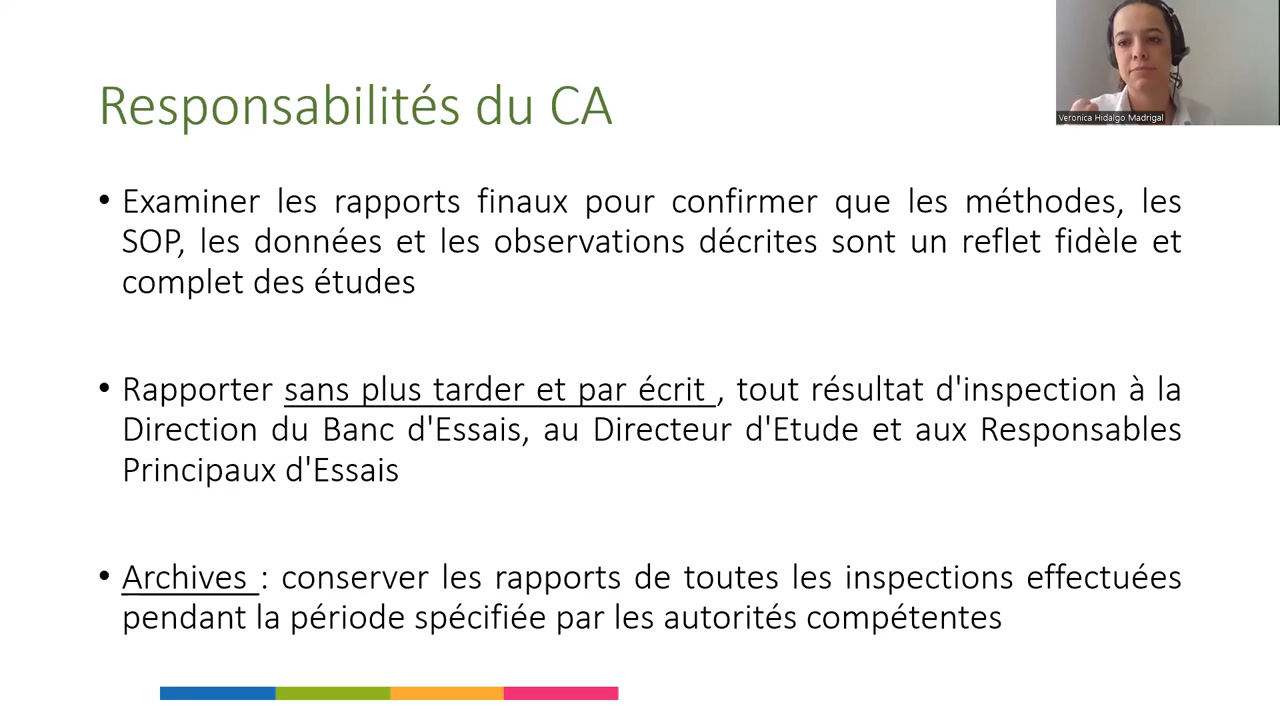 Responsabilités du CA
Veronica Hidalgo Madrigal
• Examiner les rapports finaux pour confirmer que les méthodes, les
SOP, les données et les observations décrites sont un reflet fidèle et
complet des études
• Rapporter sans plus tarder et par écrit , tout résultat d'inspection à la
Direction du Banc d'Essais, au Directeur d'Etude et aux Responsables
Principaux d'Essais
• Archives : conserver les rapports de toutes les inspections effectuées
pendant la période spécifiée par les autorités compétentes